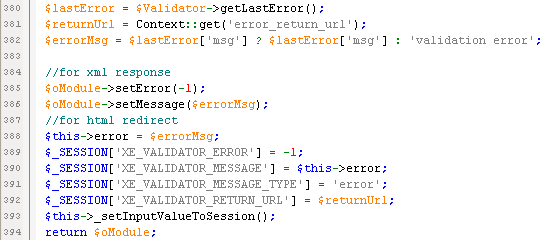 380 $lastError = $Validator->getLastError();
381 $returnUrl = Context::get('error_return_url');
382 $errorMsg = $lastError['msg'] ? $lastError['msg'] : 'validation error';
383
384 //for xml response
385 $oModule->setError(-1);
386 $oModule->setMessage($errorMsg);
387 //for html redirect
388 $this->error = $errorMsg;
389 $_SESSION['XE_VALIDATOR_ERROR'] = -1;
390 $_SESSION['XE_VALIDATOR_MESSAGE'] = $this->error;
391 $_SESSION['XE_VALIDATOR_MESSAGE_TYPE'] = 'error';
392 $_SESSION['XE_VALIDATOR_RETURN_URL'] = $returnUrl;
393 $this->_setInputValueToSession();
394 return $oModule;